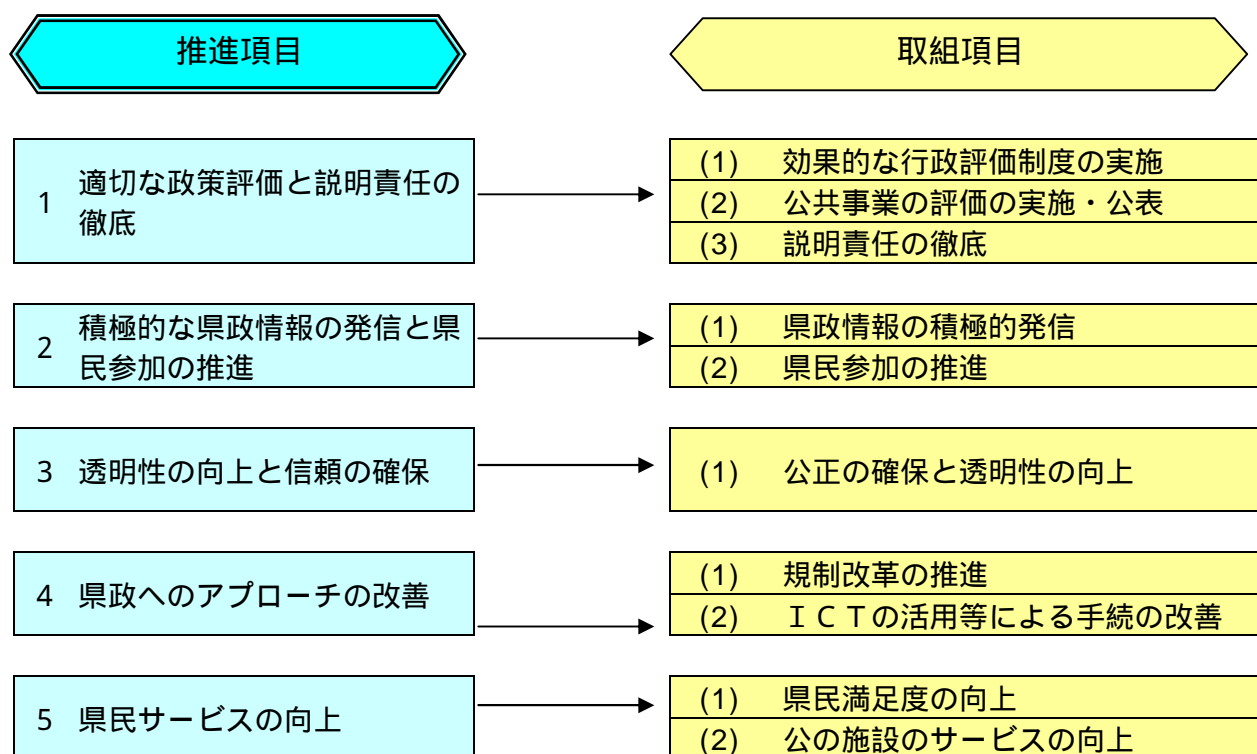 推進項目
取組項目
1 適切な政策評価と説明責任の
徹底
(1) 効果的な行政評価制度の実施
(2) 公共事業の評価の実施・公表
(3) 説明責任の徹底
2 積極的な県政情報の発信と県
民参加の推進
(1) 県政情報の積極的発信
(2) 県民参加の推進
3 透明性の向上と信頼の確保
(1) 公正の確保と透明性の向上
4 県政へのアプローチの改善
(1) 規制改革の推進
(2) ＩＣＴの活用等による手続の改善
5 県民サービスの向上
(1) 県民満足度の向上
(2) 公の施設のサービスの向上